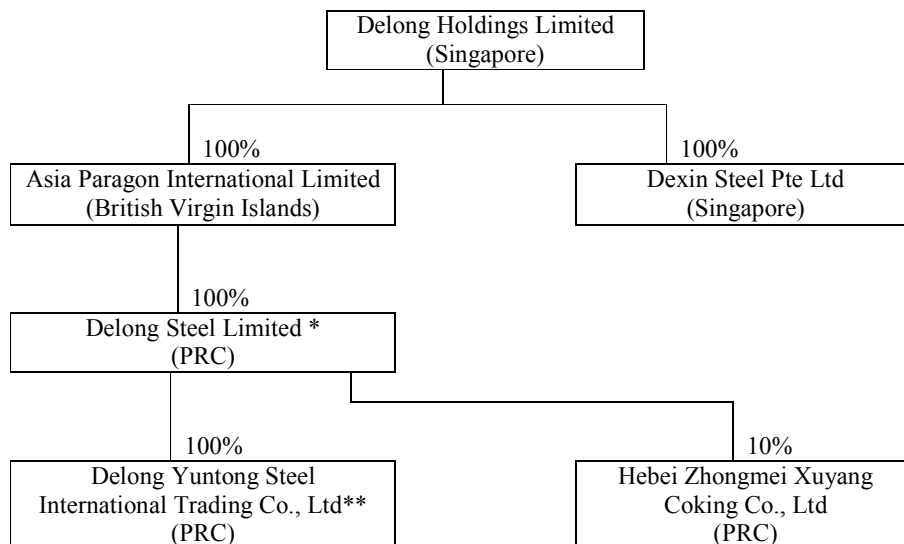 Delong Holdings Limited
(Singapore)
100%
100%
Asia Paragon International Limited
(British Virgin Islands)
Dexin Steel Pte Ltd
(Singapore)
100%
Delong Steel Limited *
(PRC)
100%
10%
Delong Yuntong Steel
International Trading Co., Ltd**
(PRC)
Hebei Zhongmei Xuyang
Coking Co., Ltd
(PRC)